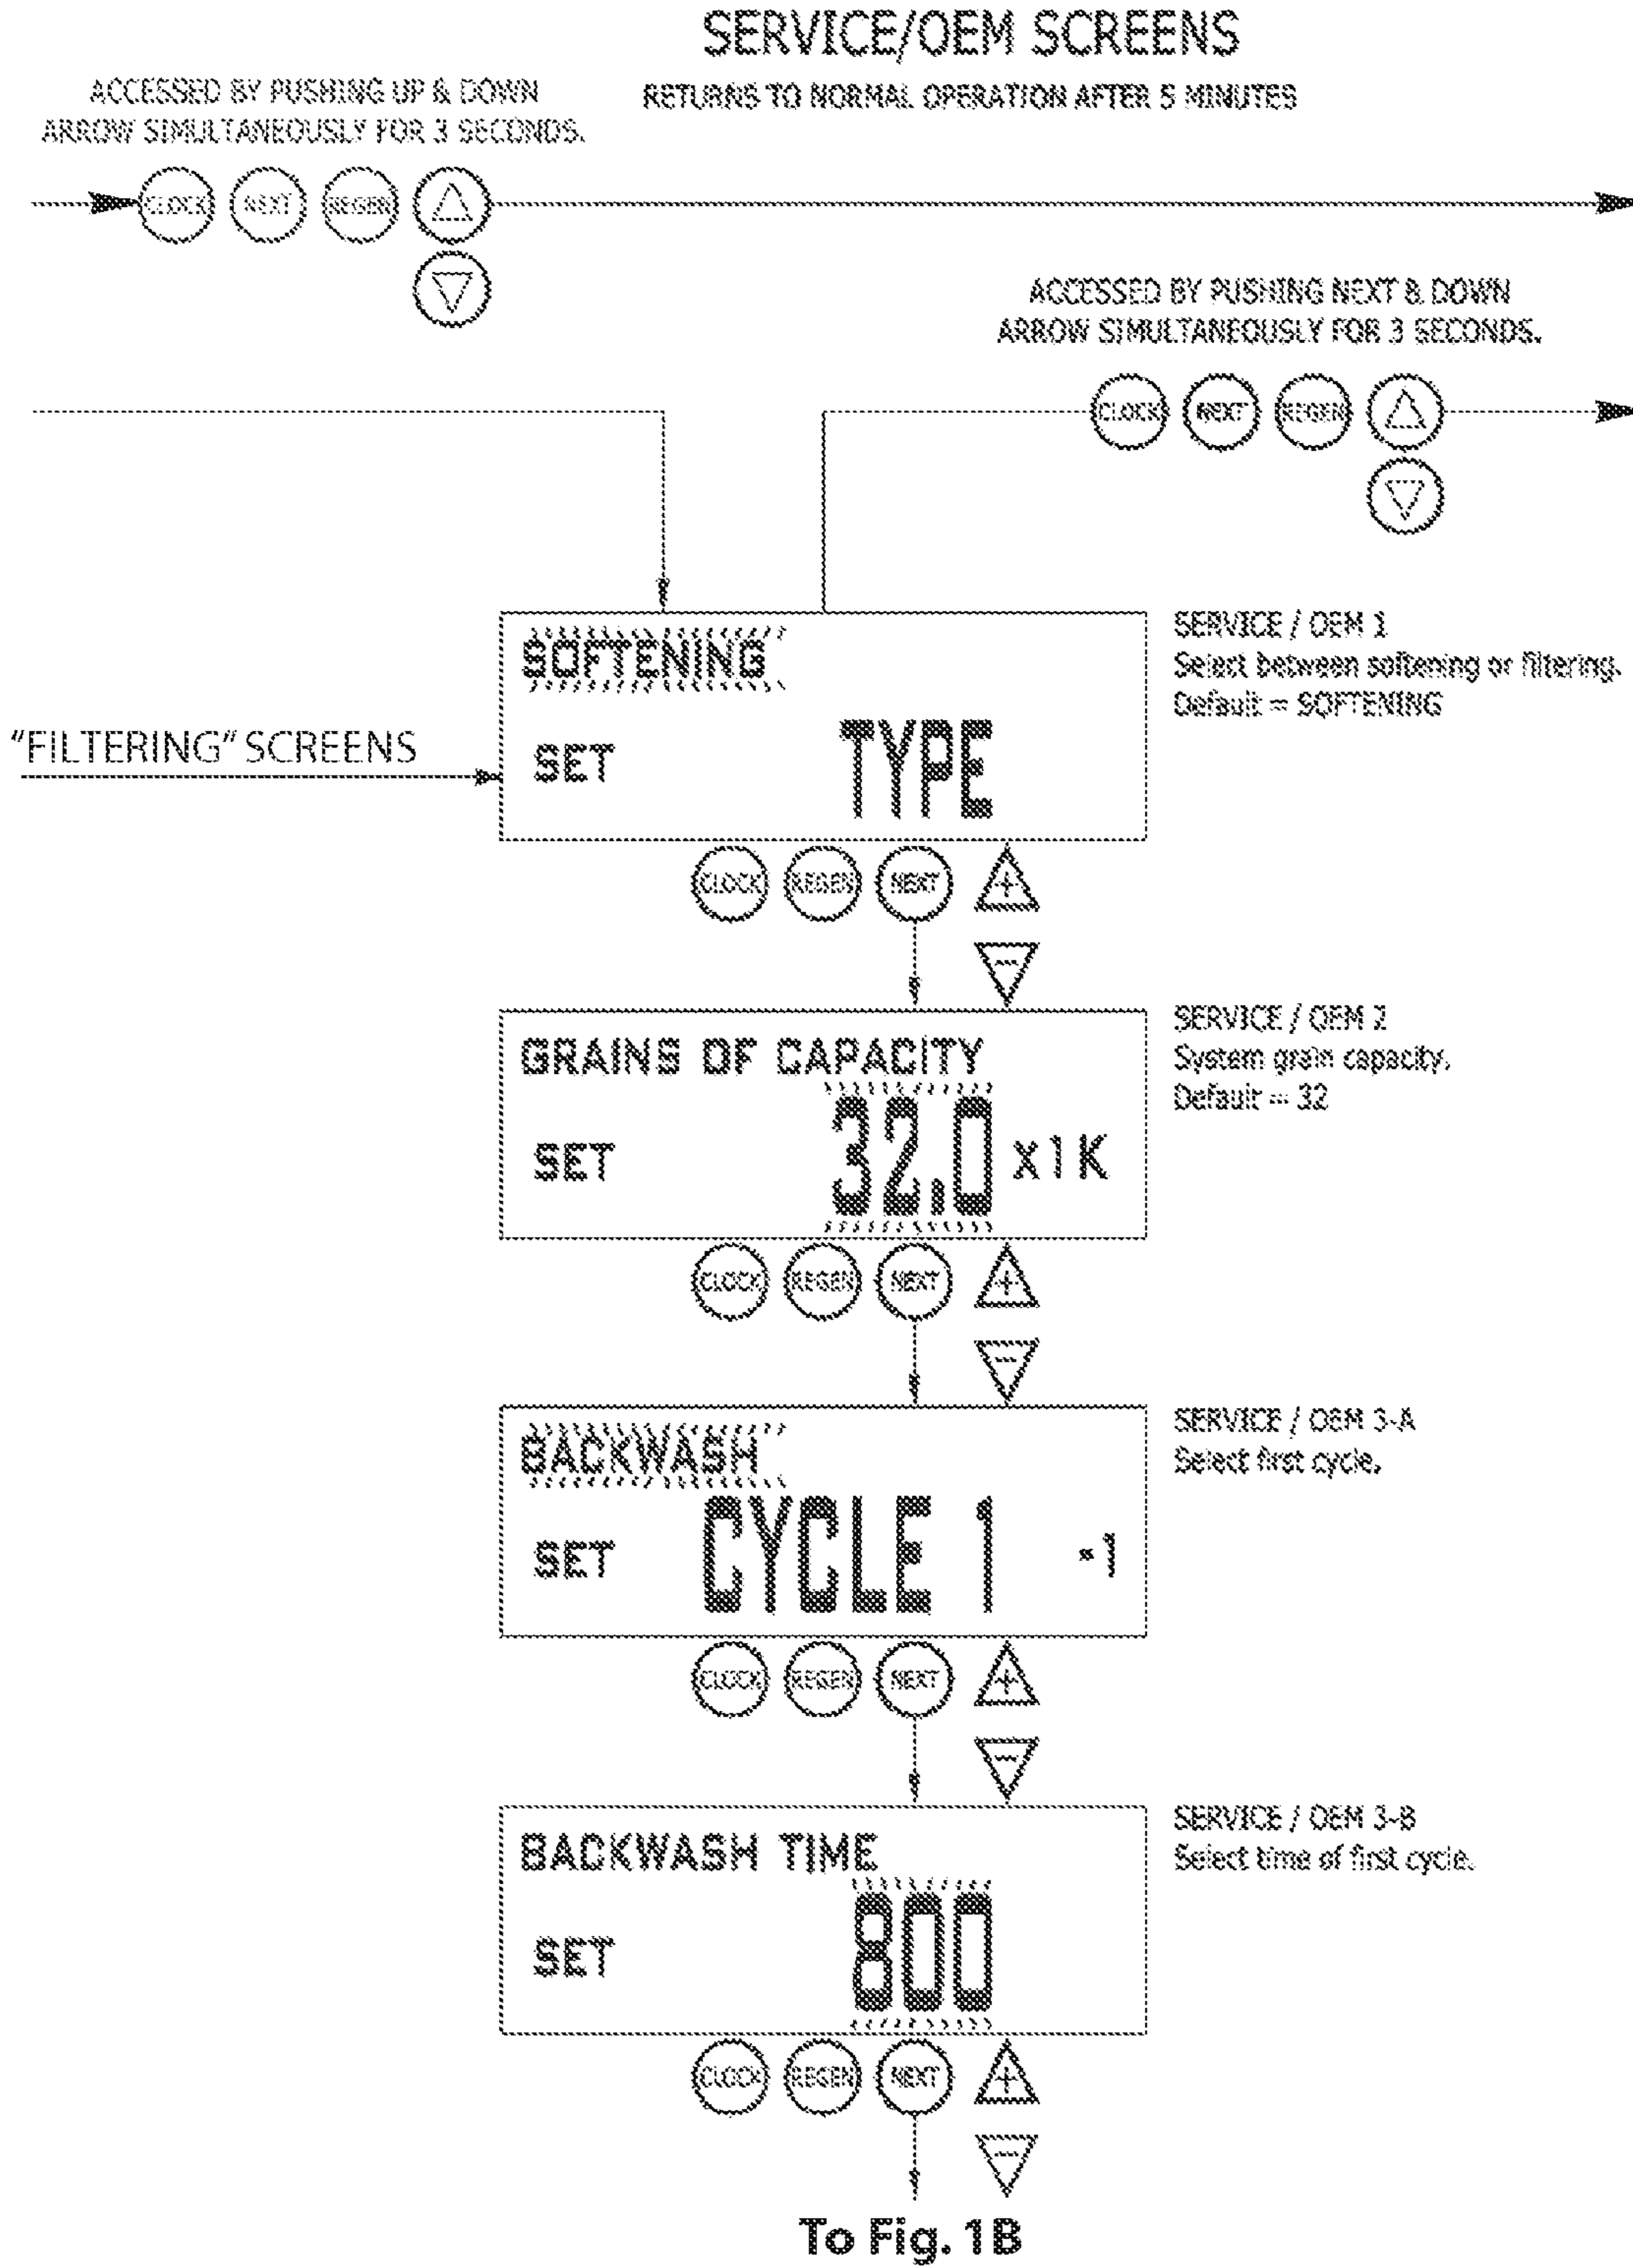 SERVICE/OEM SCREENS
RETURNS TO NORMAL OPERATION AFTER 5 MINUTES
ACCESSED BY PUSHING UP & DOWN
ARROW SIMULTANEOUSLY FOR 3 SECONDS.
CLOCK NEXT REGEN
ACCESSED BY PUSHING NEXT & DOWN
ARROW SIMULTANEOUSLY FOR 3 SECONDS.
CLOCK NEXT REGEN
"FILTERING" SCREENS
SOFTENING
SET TYPE
SERVICE / OEM 1
Select between softening or filtering.
Default = SOFTENING
CLOCK REGEN NEXT +
-
GRAINS OF CAPACITY
SET 32.0 X1K
SERVICE / OEM 2
System grain capacity.
Default = 32
CLOCK REGEN NEXT +
-
BACKWASH
SET CYCLE 1 -1
SERVICE / OEM 3-A
Select first cycle.
CLOCK REGEN NEXT +
-
BACKWASH TIME
SET 800
SERVICE / OEM 3-B
Select time of first cycle.
CLOCK REGEN NEXT +
-
To Fig. 1B